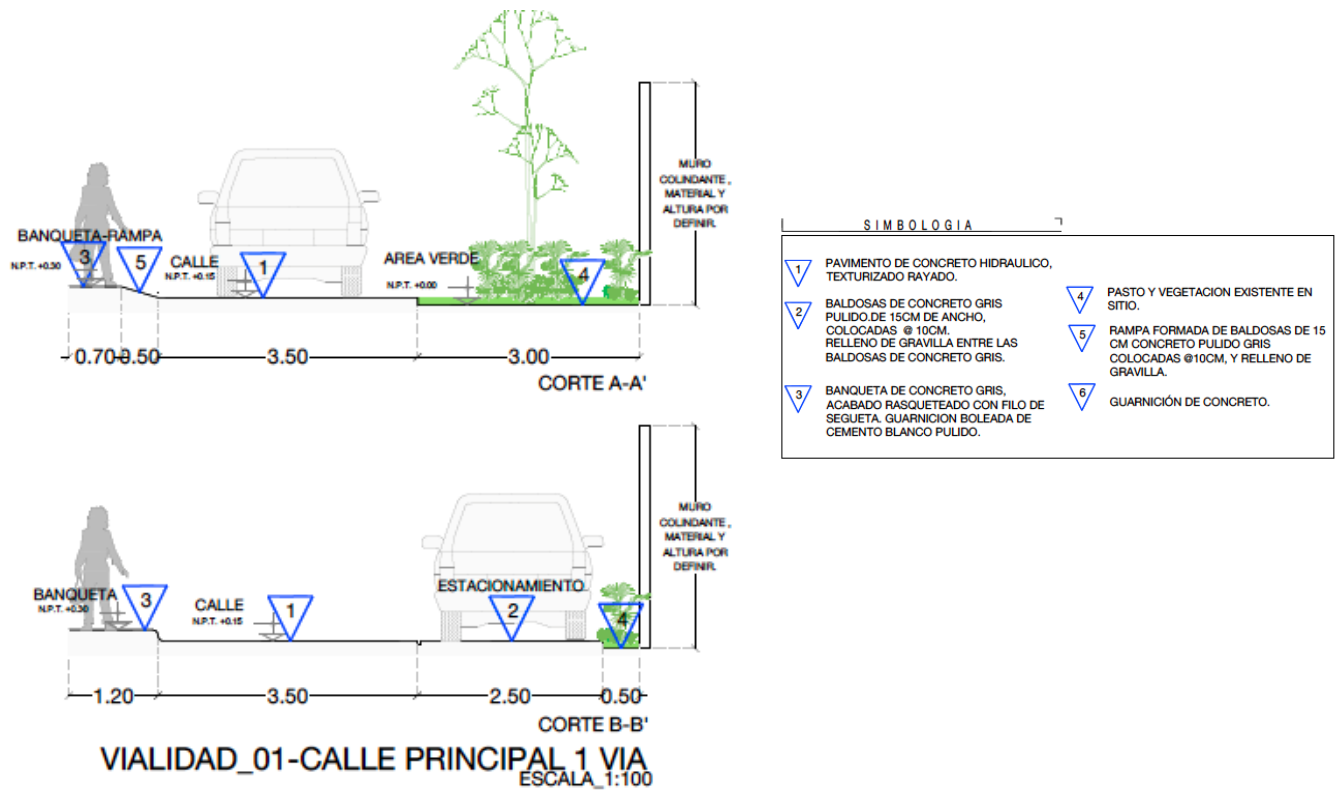 MURO
COLINDANTE ,
MATERIAL Y
ALTURA POR
DEFINIR.
BANQUETA-RAMPA
N.P.T. +0.30
3
5
CALLE
N.P.T. +0.15
1
AREA VERDE
N.P.T. +0.00
4
0.70
0.50
3.50
3.00
CORTE A-A'
MURO
COLINDANTE ,
MATERIAL Y
ALTURA POR
DEFINIR.
BANQUETA
N.P.T. +0.30
3
CALLE
N.P.T. +0.15
1
ESTACIONAMIENTO
2
4
1.20
3.50
2.50
0.50
CORTE B-B'
VIALIDAD_01-CALLE PRINCIPAL 1 VIA
ESCALA_1:100
SIMBOLOGIA
1
PAVIMENTO DE CONCRETO HIDRAULICO,
TEXTURIZADO RAYADO.
2
BALDOSAS DE CONCRETO GRIS
PULIDO.DE 15CM DE ANCHO,
COLOCADAS @ 10CM.
RELLENO DE GRAVILLA ENTRE LAS
BALDOSAS DE CONCRETO GRIS.
3
BANQUETA DE CONCRETO GRIS,
ACABADO RASQUETEADO CON FILO DE
SEGUETA. GUARNICION BOLEADA DE
CEMENTO BLANCO PULIDO.
4
PASTO Y VEGETACION EXISTENTE EN
SITIO.
5
RAMPA FORMADA DE BALDOSAS DE 15
CM CONCRETO PULIDO GRIS
COLOCADAS @10CM, Y RELLENO DE
GRAVILLA.
6
GUARNICIÓN DE CONCRETO.